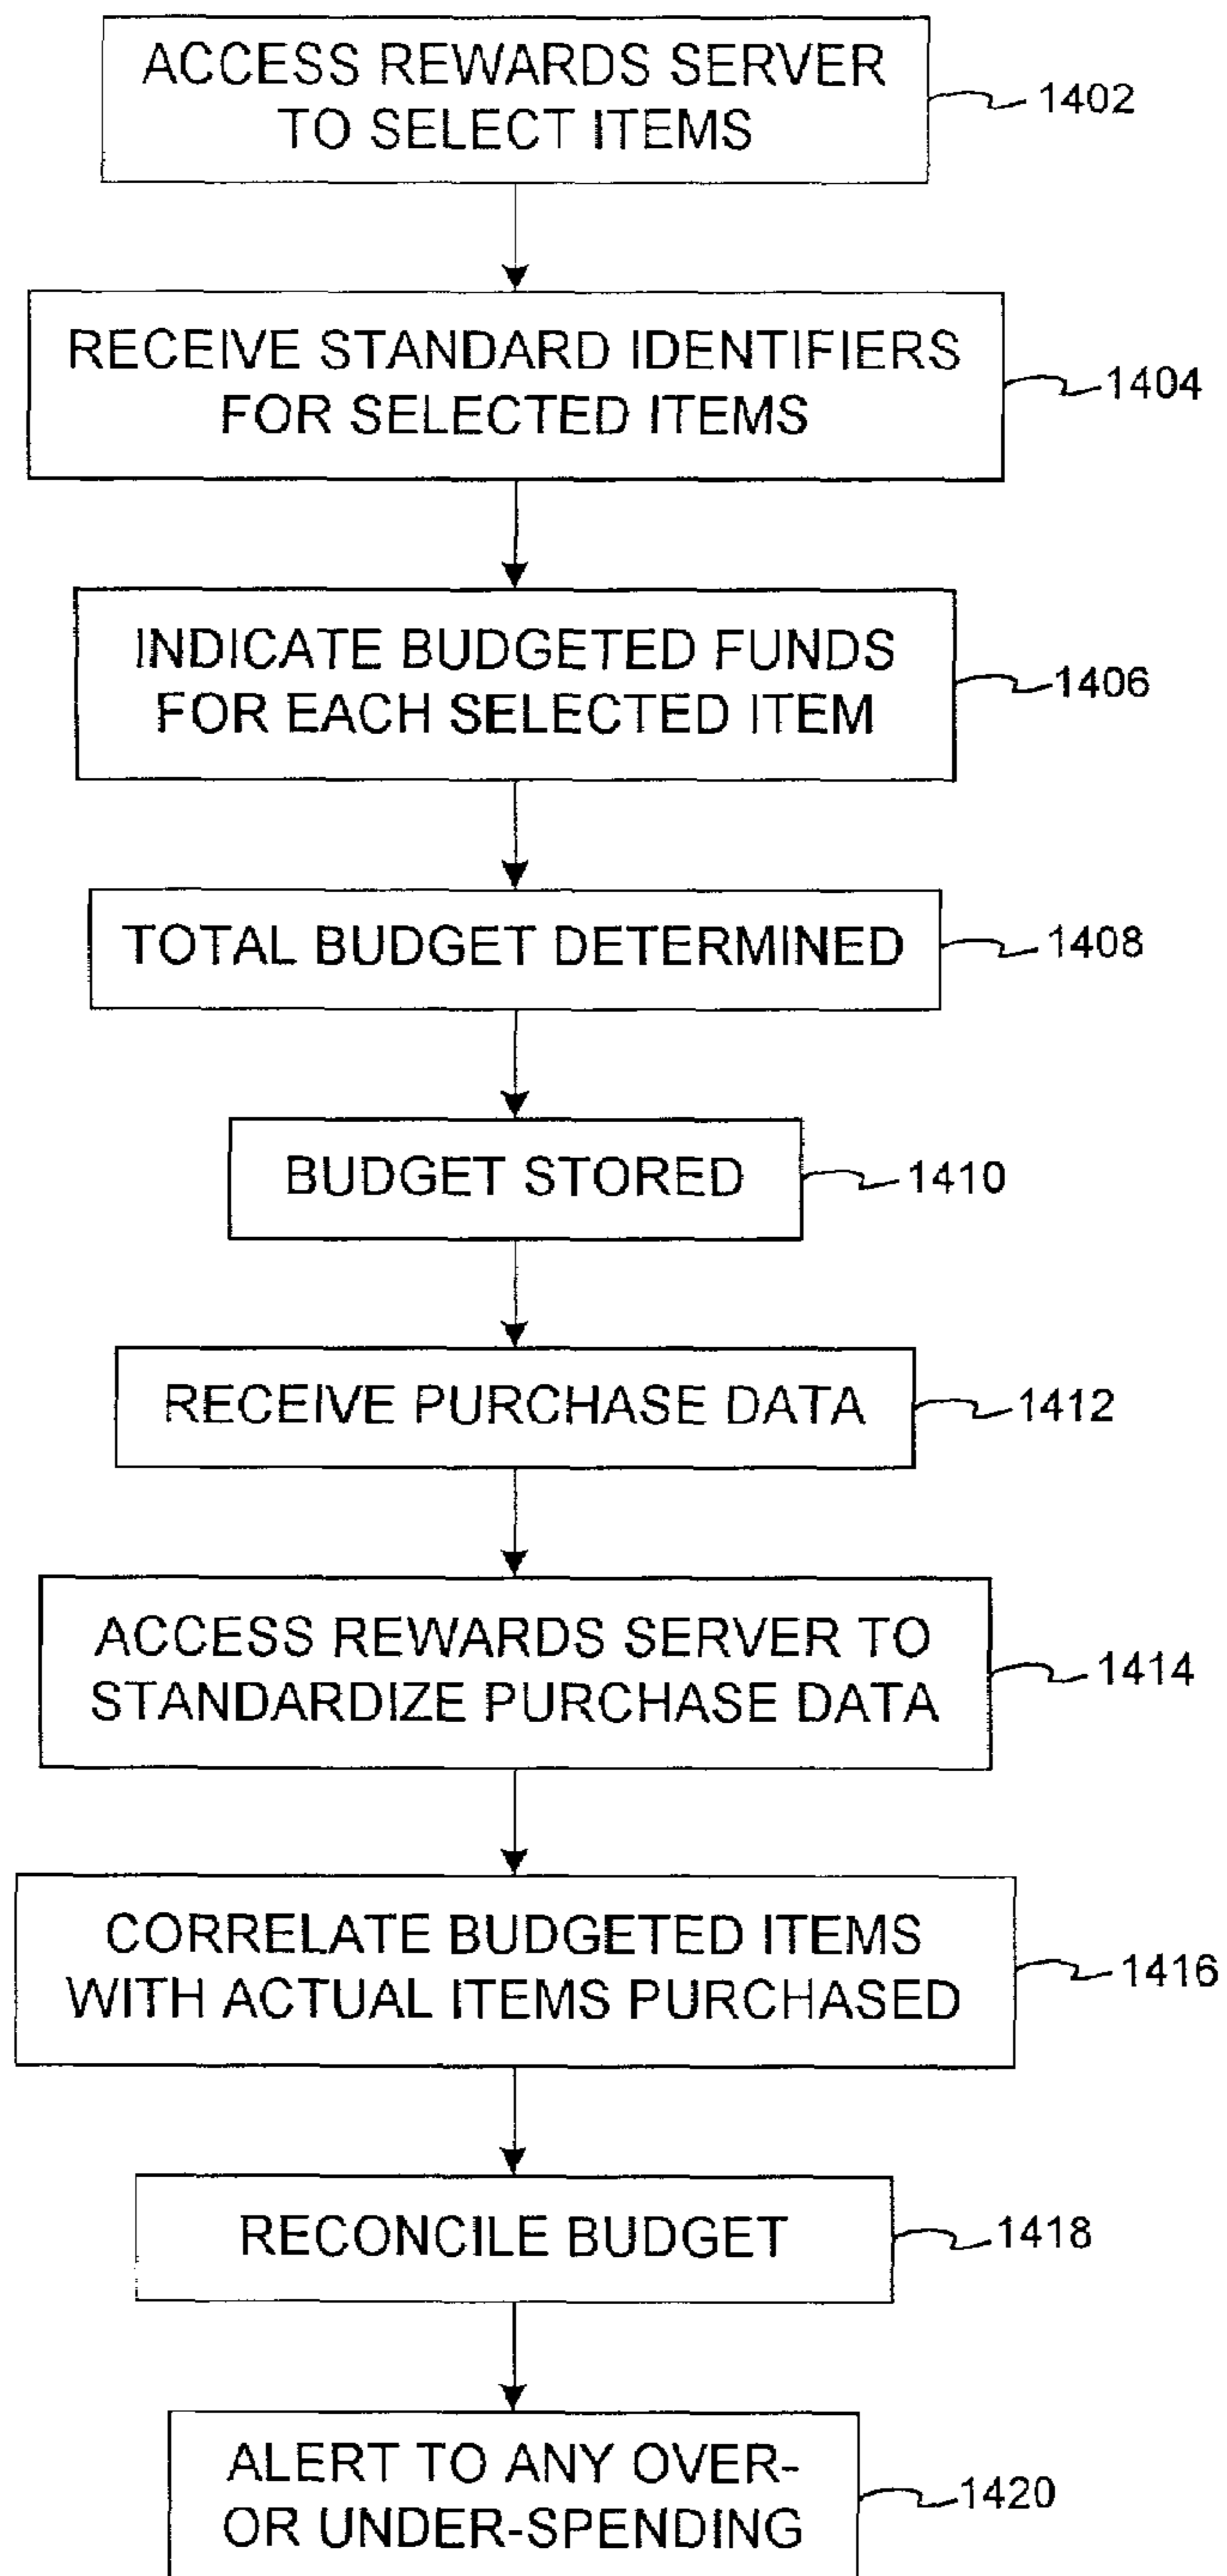 ACCESS REWARDS SERVER
TO SELECT ITEMS
1402
RECEIVE STANDARD IDENTIFIERS
FOR SELECTED ITEMS
1404
INDICATE BUDGETED FUNDS
FOR EACH SELECTED ITEM
1406
TOTAL BUDGET DETERMINED
1408
BUDGET STORED
1410
RECEIVE PURCHASE DATA
1412
ACCESS REWARDS SERVER TO
STANDARDIZE PURCHASE DATA
1414
CORRELATE BUDGETED ITEMS
WITH ACTUAL ITEMS PURCHASED
1416
RECONCILE BUDGET
1418
ALERT TO ANY OVER-
OR UNDER-SPENDING
1420